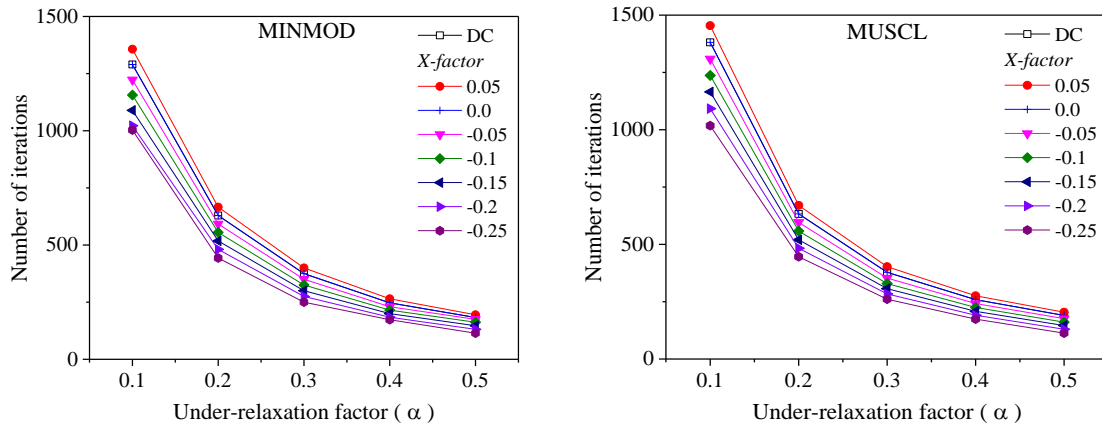 MINMOD
DC
X-factor
0.05
0.0
-0.05
-0.1
-0.15
-0.2
-0.25
1500
1000
500
0
Number of iterations
0.1 0.2 0.3 0.4 0.5
Under-relaxation factor ( α )
MUSCL
DC
X-factor
0.05
0.0
-0.05
-0.1
-0.15
-0.2
-0.25
1500
1000
500
0
Number of iterations
0.1 0.2 0.3 0.4 0.5
Under-relaxation factor ( α )